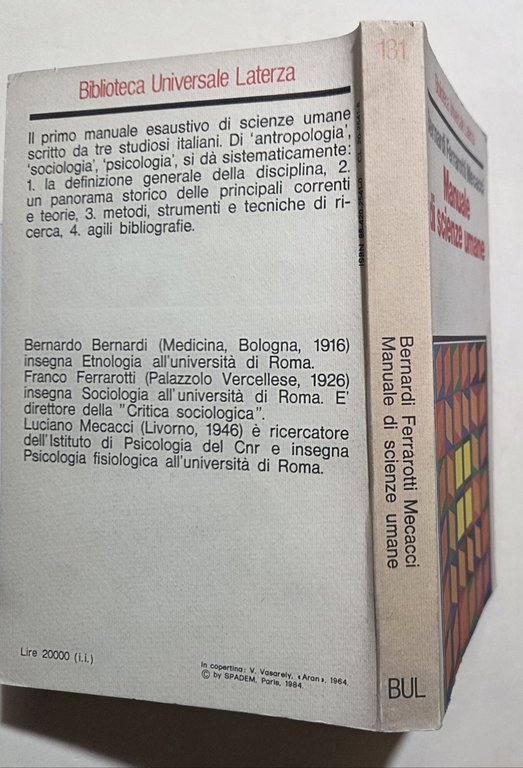 Biblioteca Universale Laterza
Il primo manuale esaustivo di scienze umane
scritto da tre studiosi italiani. Di 'antropologia',
'sociologia', 'psicologia', si dà sistematicamente:
1. la definizione generale della disciplina, 2.
un panorama storico delle principali correnti
e teorie, 3. metodi, strumenti e tecniche di ri-
cerca, 4. agili bibliografie.
Bernardo Bernardi (Medicina, Bologna, 1916)
insegna Etnologia all'università di Roma.
Franco Ferrarotti (Palazzolo Vercellese, 1926)
insegna Sociologia all'università di Roma. E'
direttore della "Critica sociologica".
Luciano Mecacci (Livorno, 1946) è ricercatore
dell'Istituto di Psicologia del Cnr e insegna
Psicologia fisiologica all'università di Roma.
Lire 20000 (i.i.)
In copertina: V. Vasarely, «Aran», 1964,
© by SPADEM, Paris, 1984.
181
Bernardi Ferrarotti Mecacci
Manuale di scienze umane
BUL
Bernardi Ferrarotti Mecacci
Manuale
di scienze umane